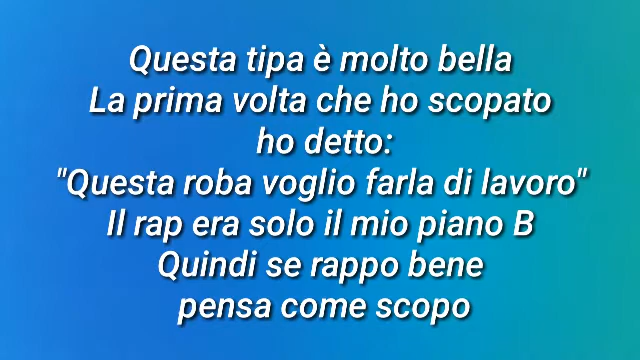 Questa tipa è molto bella
La prima volta che ho scopato
ho detto:
"Questa roba voglio farla di lavoro"
Il rap era solo il mio piano B
Quindi se rappo bene
pensa come scopo